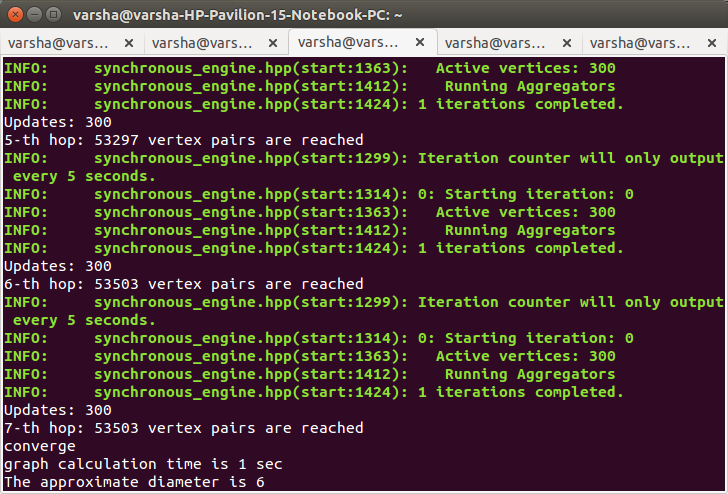 varsha@varsha-HP-Pavilion-15-Notebook-PC: ~
varsha@vars... varsha@vars... varsha@vars... varsha@vars... varsha@vars...
INFO:     synchronous_engine.hpp(start:1363):   Active vertices: 300
INFO:     synchronous_engine.hpp(start:1412):    Running Aggregators
INFO:     synchronous_engine.hpp(start:1424): 1 iterations completed.
Updates: 300
5-th hop: 53297 vertex pairs are reached
INFO:     synchronous_engine.hpp(start:1299): Iteration counter will only output
 every 5 seconds.
INFO:     synchronous_engine.hpp(start:1314): 0: Starting iteration: 0
INFO:     synchronous_engine.hpp(start:1363):   Active vertices: 300
INFO:     synchronous_engine.hpp(start:1412):    Running Aggregators
INFO:     synchronous_engine.hpp(start:1424): 1 iterations completed.
Updates: 300
6-th hop: 53503 vertex pairs are reached
INFO:     synchronous_engine.hpp(start:1299): Iteration counter will only output
 every 5 seconds.
INFO:     synchronous_engine.hpp(start:1314): 0: Starting iteration: 0
INFO:     synchronous_engine.hpp(start:1363):   Active vertices: 300
INFO:     synchronous_engine.hpp(start:1412):    Running Aggregators
INFO:     synchronous_engine.hpp(start:1424): 1 iterations completed.
Updates: 300
7-th hop: 53503 vertex pairs are reached
converge
graph calculation time is 1 sec
The approximate diameter is 6